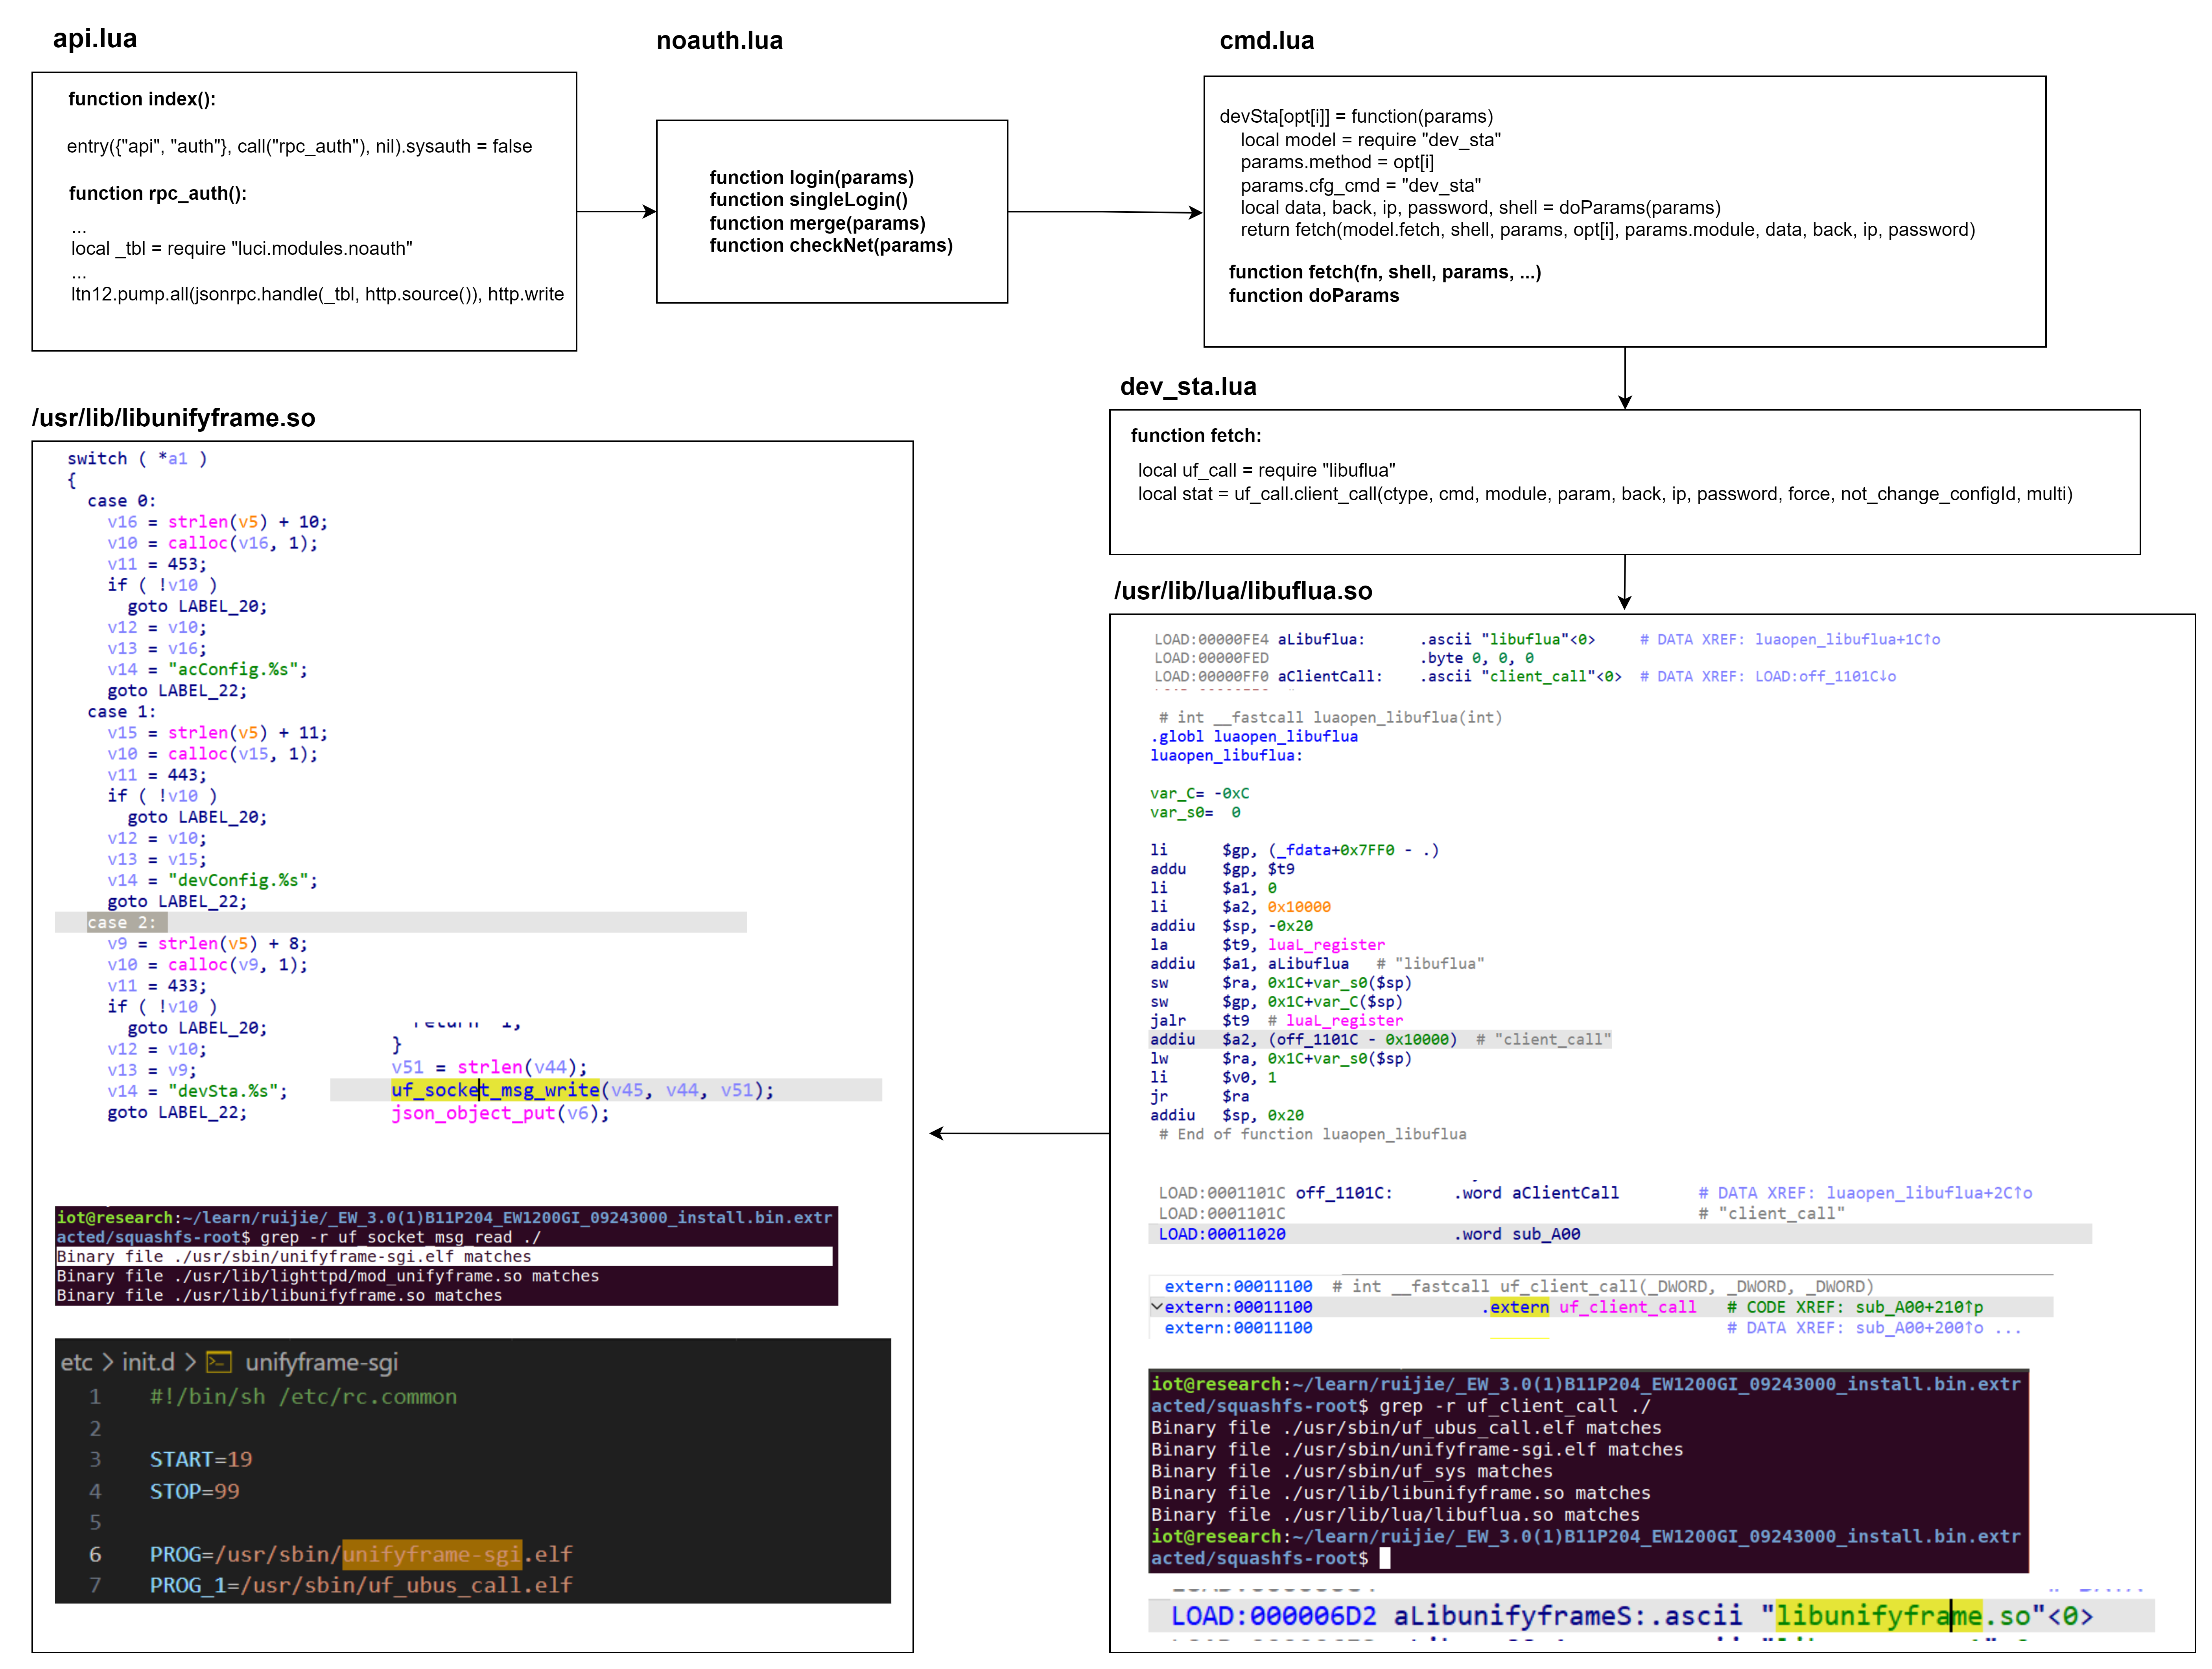 api.lua
function index():
entry({"api", "auth"}, call("rpc_auth"), nil).sysauth = false
function rpc_auth():
...
local _tbl = require "luci.modules.noauth"
...
ltn12.pump.all(jsonrpc.handle(_tbl, http.source()), http.write
noauth.lua
function login(params)
function singleLogin()
function merge(params)
function checkNet(params)
cmd.lua
devSta[opt[i]] = function(params)
local model = require "dev_sta"
params.method = opt[i]
params.cfg_cmd = "dev_sta"
local data, back, ip, password, shell = doParams(params)
return fetch(model.fetch, shell, params, opt[i], params.module, data, back, ip, password)
function fetch(fn, shell, params, ...)
function doParams
dev_sta.lua
function fetch:
local uf_call = require "libuflua"
local stat = uf_call.client_call(ctype, cmd, module, param, back, ip, password, force, not_change_configId, multi)
/usr/lib/lua/libuflua.so
LOAD:00000FE4 aLibuflua: .ascii "libuflua"<0> # DATA XREF: luaopen_libuflua+1C↑o
LOAD:00000FED .byte 0, 0, 0
LOAD:00000FF0 aClientCall: .ascii "client_call"<0> # DATA XREF: LOAD:off_1101C↓o
# int __fastcall luaopen_libuflua(int)
.globl luaopen_libuflua
luaopen_libuflua:
var_C= -0xC
var_s0= 0
li $gp, (_fdata+0x7FF0 - .)
addu $gp, $t9
li $a1, 0
li $a2, 0x10000
addiu $sp, -0x20
la $t9, luaL_register
addiu $a1, aLibuflua # "libuflua"
sw $ra, 0x1C+var_s0($sp)
sw $gp, 0x1C+var_C($sp)
jalr $t9 # luaL_register
addiu $a2, (off_1101C - 0x10000) # "client_call"
lw $ra, 0x1C+var_s0($sp)
li $v0, 1
jr $ra
addiu $sp, 0x20
# End of function luaopen_libuflua
LOAD:0001101C off_1101C: .word aClientCall # DATA XREF: luaopen_libuflua+2C↑o
LOAD:0001101C # "client_call"
LOAD:00011020 .word sub_A00
extern:00011100 # int __fastcall uf_client_call(_DWORD, _DWORD, _DWORD)
extern:00011100 .extern uf_client_call # CODE XREF: sub_A00+210↑p
extern:00011100 # DATA XREF: sub_A00+200↑o ...
iot@research:~/learn/ruijie/_EW_3.0(1)B11P204_EW1200GI_09243000_install.bin.extr
acted/squashfs-root$ grep -r uf_client_call ./
Binary file ./usr/sbin/uf_ubus_call.elf matches
Binary file ./usr/sbin/unifyframe-sgi.elf matches
Binary file ./usr/sbin/uf_sys matches
Binary file ./usr/lib/libunifyframe.so matches
Binary file ./usr/lib/lua/libuflua.so matches
iot@research:~/learn/ruijie/_EW_3.0(1)B11P204_EW1200GI_09243000_install.bin.extr
acted/squashfs-root$
LOAD:000006D2 aLibunifyframeS:.ascii "libunifyframe.so"<0>
/usr/lib/libunifyframe.so
switch ( *a1 )
{
case 0:
v16 = strlen(v5) + 10;
v10 = calloc(v16, 1);
v11 = 453;
if ( !v10 )
goto LABEL_20;
v12 = v10;
v13 = v16;
v14 = "acConfig.%s";
goto LABEL_22;
case 1:
v15 = strlen(v5) + 11;
v10 = calloc(v15, 1);
v11 = 443;
if ( !v10 )
goto LABEL_20;
v12 = v10;
v13 = v15;
v14 = "devConfig.%s";
goto LABEL_22;
case 2:
v9 = strlen(v5) + 8;
v10 = calloc(v9, 1);
v11 = 433;
if ( !v10 )
goto LABEL_20;
v12 = v10;
v13 = v9;
v14 = "devSta.%s";
goto LABEL_22;
}
v51 = strlen(v44);
uf_socket_msg_write(v45, v44, v51);
json_object_put(v6);
iot@research:~/learn/ruijie/_EW_3.0(1)B11P204_EW1200GI_09243000_install.bin.extr
acted/squashfs-root$ grep -r uf_socket_msg_read ./
Binary file ./usr/sbin/unifyframe-sgi.elf matches
Binary file ./usr/lib/lighttpd/mod_unifyframe.so matches
Binary file ./usr/lib/libunifyframe.so matches
etc > init.d > unifyframe-sgi
1 #!/bin/sh /etc/rc.common
2
3 START=19
4 STOP=99
5
6 PROG=/usr/sbin/unifyframe-sgi.elf
7 PROG_1=/usr/sbin/uf_ubus_call.elf